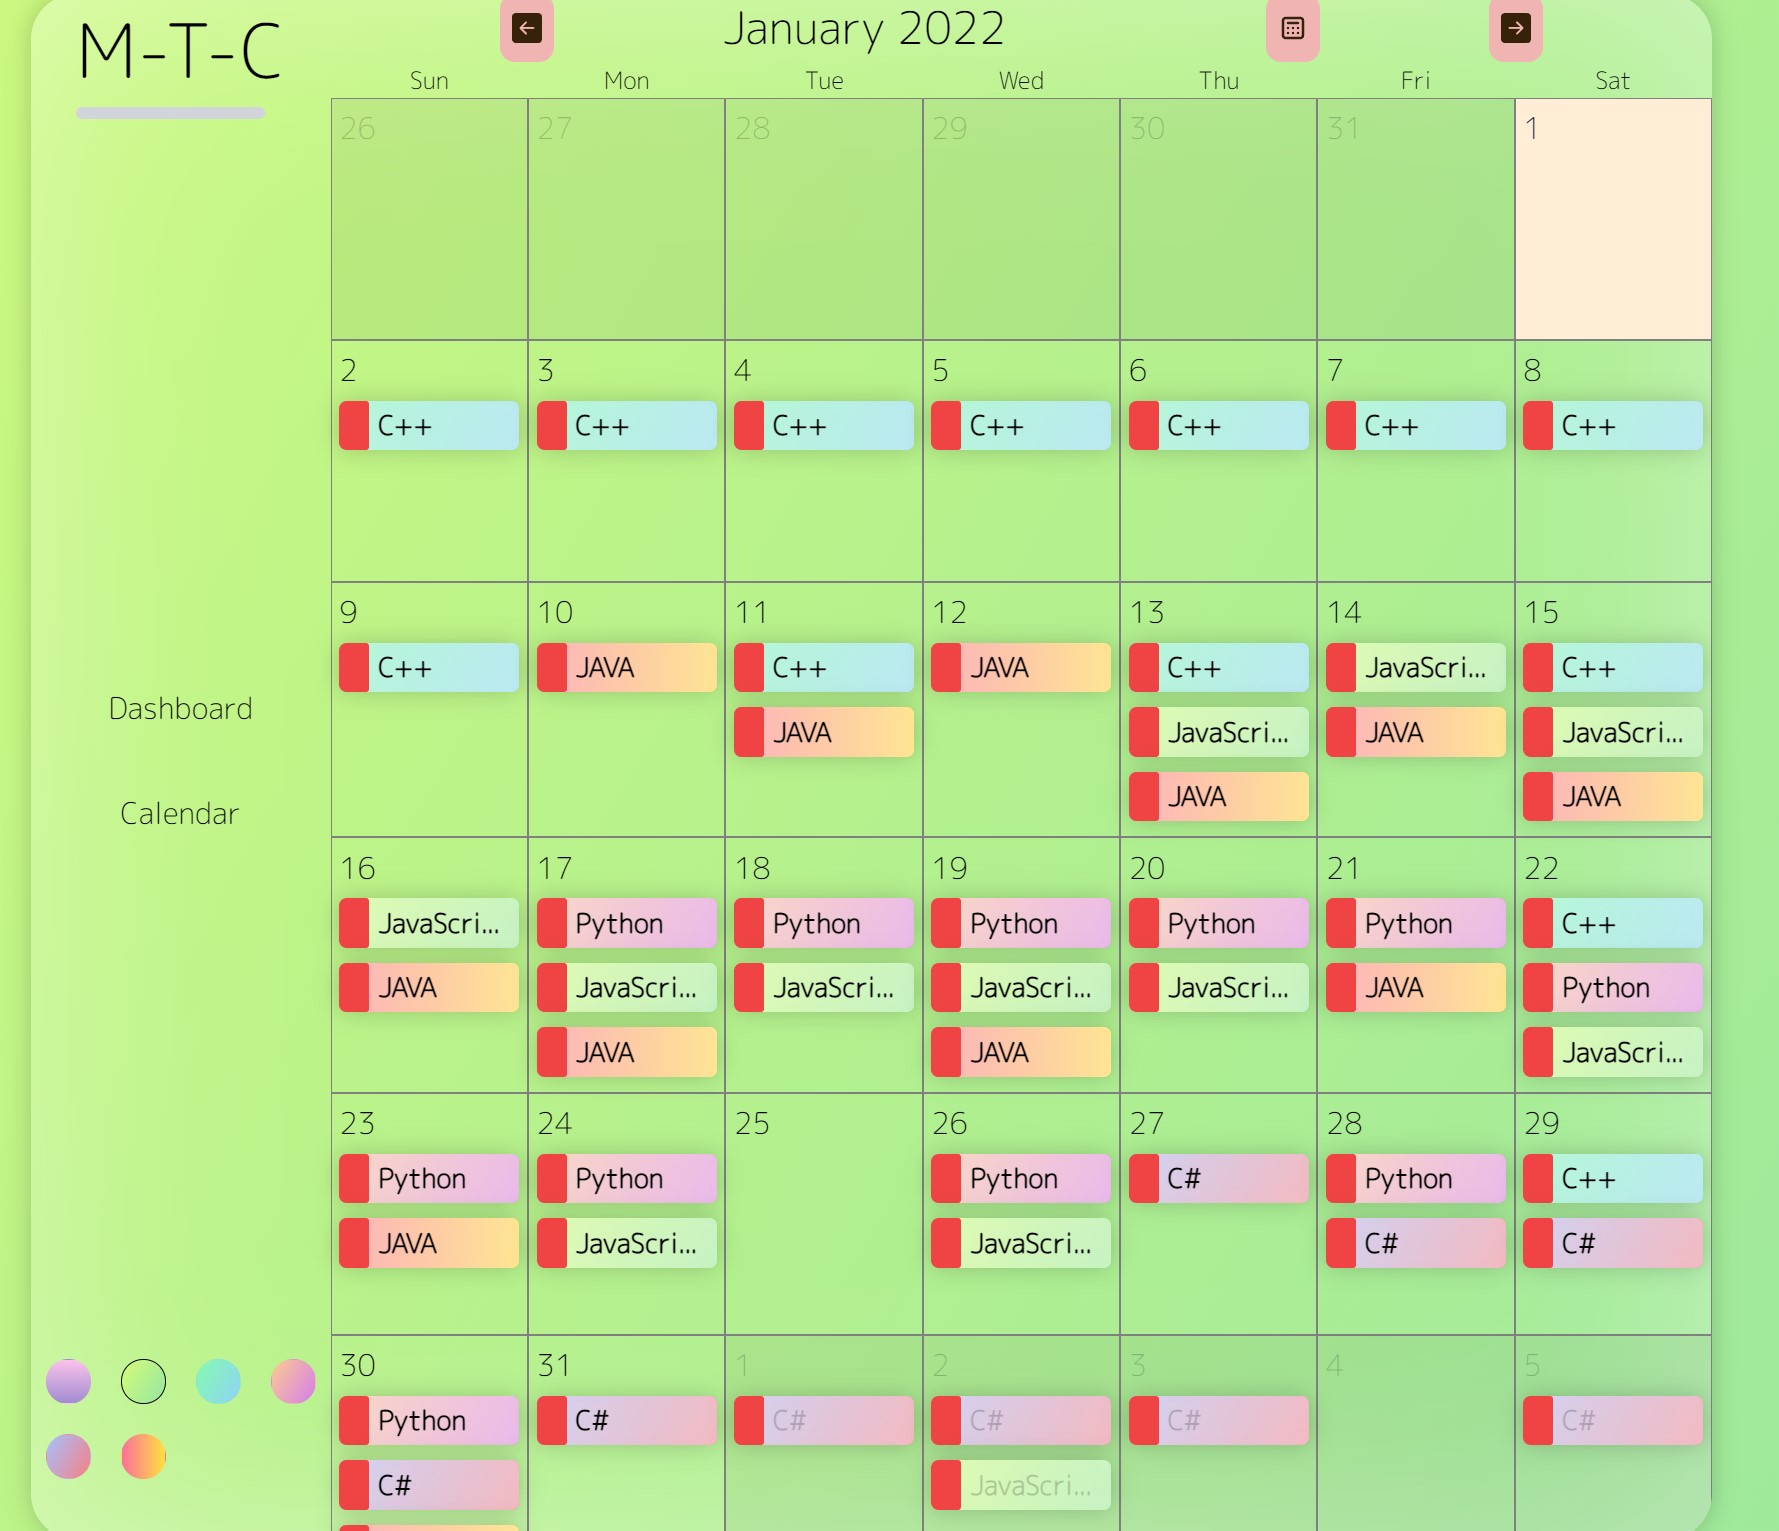 M-T-C
January 2022
Sun Mon Tue Wed Thu Fri Sat
26 27 28 29 30 31 1
2 3 4 5 6 7 8
C++ C++ C++ C++ C++ C++ C++
9 10 11 12 13 14 15
C++ JAVA C++ JAVA C++ JavaScri... C++
JAVA JavaScri... JAVA JavaScri...
JAVA JAVA
Dashboard
Calendar
16 17 18 19 20 21 22
JavaScri... Python Python Python Python Python C++
JAVA JavaScri... JavaScri... JavaScri... JavaScri... JAVA Python
JAVA JAVA JavaScri...
23 24 25 26 27 28 29
Python Python Python C# Python C++
JAVA JavaScri... JavaScri... C# C#
30 31 1 2 3 4 5
Python C# C# C# C# C#
C# JavaScri...